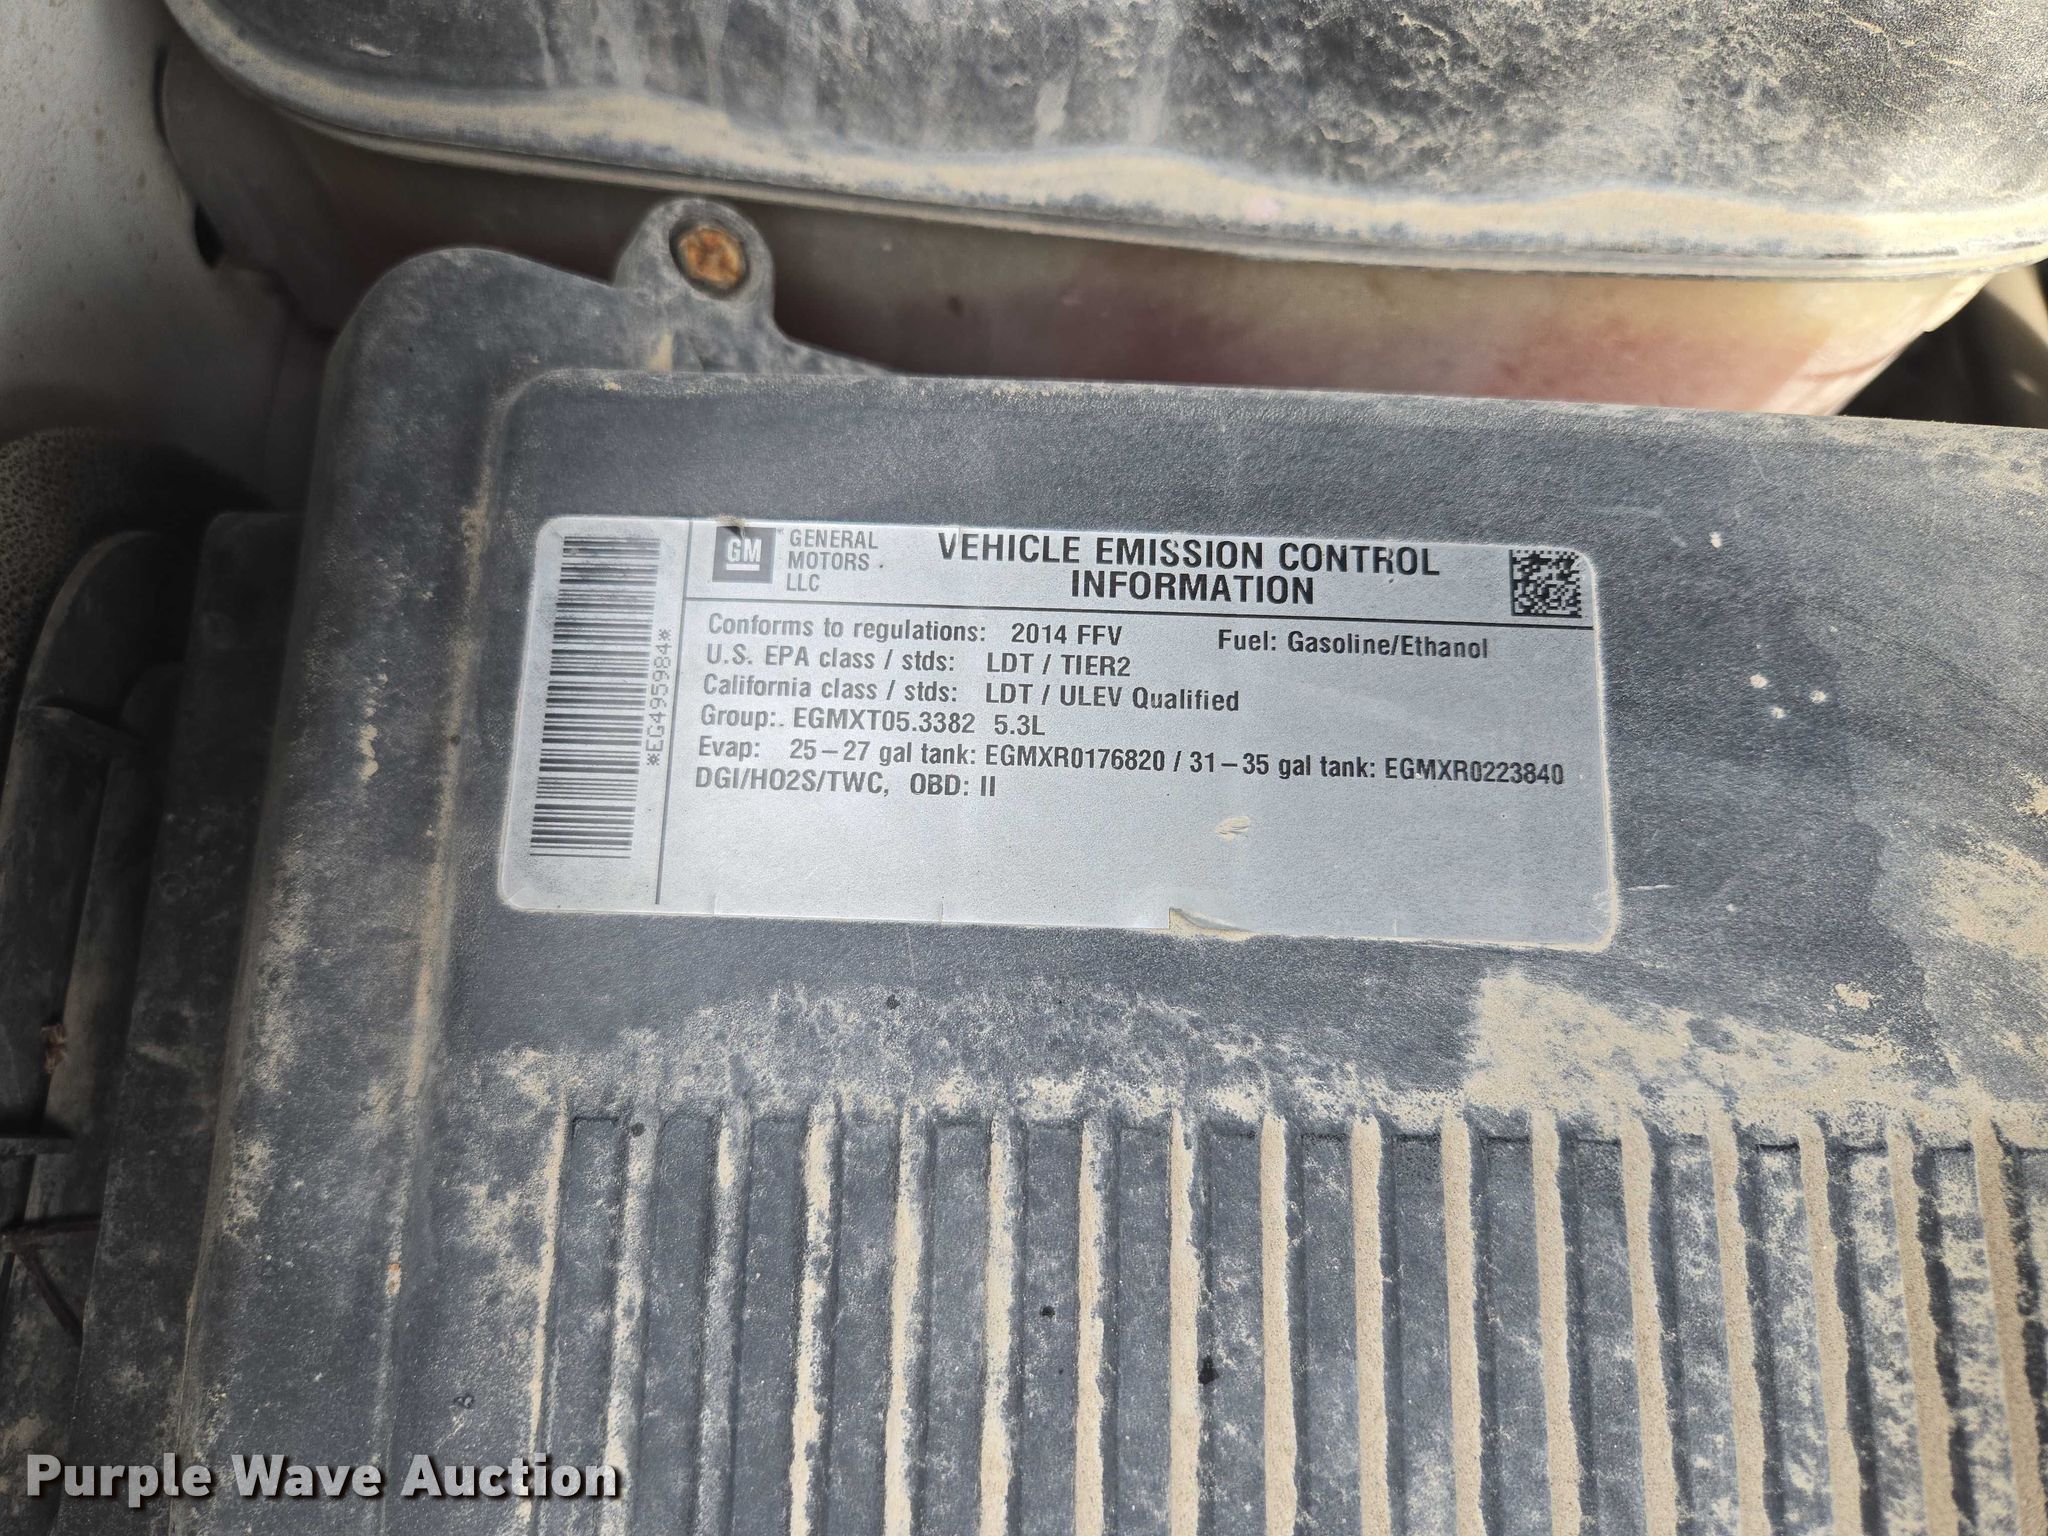 GM
GENERAL
MOTORS
LLC
VEHICLE EMISSION CONTROL
INFORMATION
Conforms to regulations: 2014 FFV Fuel: Gasoline/Ethanol
U.S. EPA class / stds: LDT / TIER2
California class / stds: LDT / ULEV Qualified
Group: EGMXT05.3382 5.3L
Evap: 25-27 gal tank: EGMXR0176820 / 31-35 gal tank: EGMXR0223840
DGI/HO2S/TWC, OBD: II
*EG495984*
Purple Wave Auction